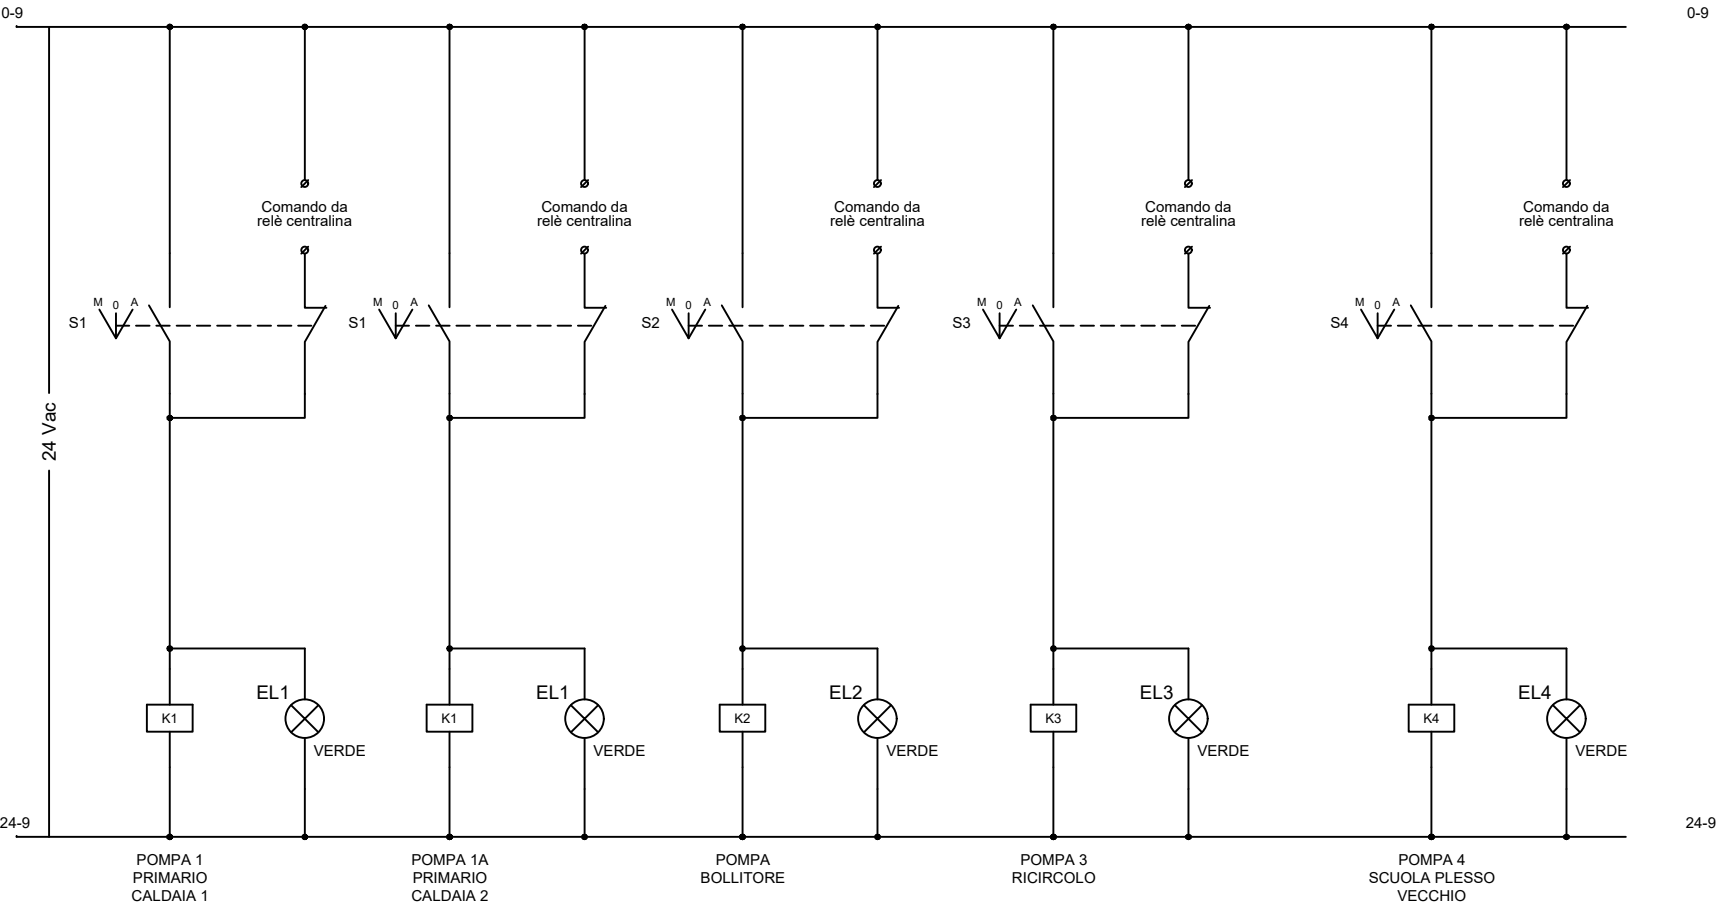 0-9
0-9
Comando da
relè centralina
Comando da
relè centralina
Comando da
relè centralina
Comando da
relè centralina
Comando da
relè centralina
M 0 A
S1
M 0 A
S1
M 0 A
S2
M 0 A
S3
M 0 A
S4
24 Vac
K1
EL1
VERDE
K1
EL1
VERDE
K2
EL2
VERDE
K3
EL3
VERDE
K4
EL4
VERDE
24-9
24-9
POMPA 1
PRIMARIO
CALDAIA 1
POMPA 1A
PRIMARIO
CALDAIA 2
POMPA
BOLLITORE
POMPA 3
RICIRCOLO
POMPA 4
SCUOLA PLESSO
VECCHIO